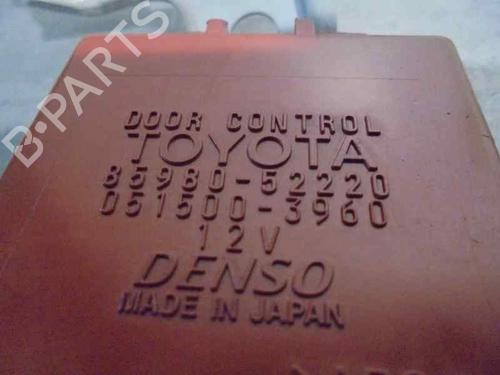 DOOR CONTROL
TOYOTA
85980-52220
051500-3960
12V
DENSO
MADE IN JAPAN
B-PARTS